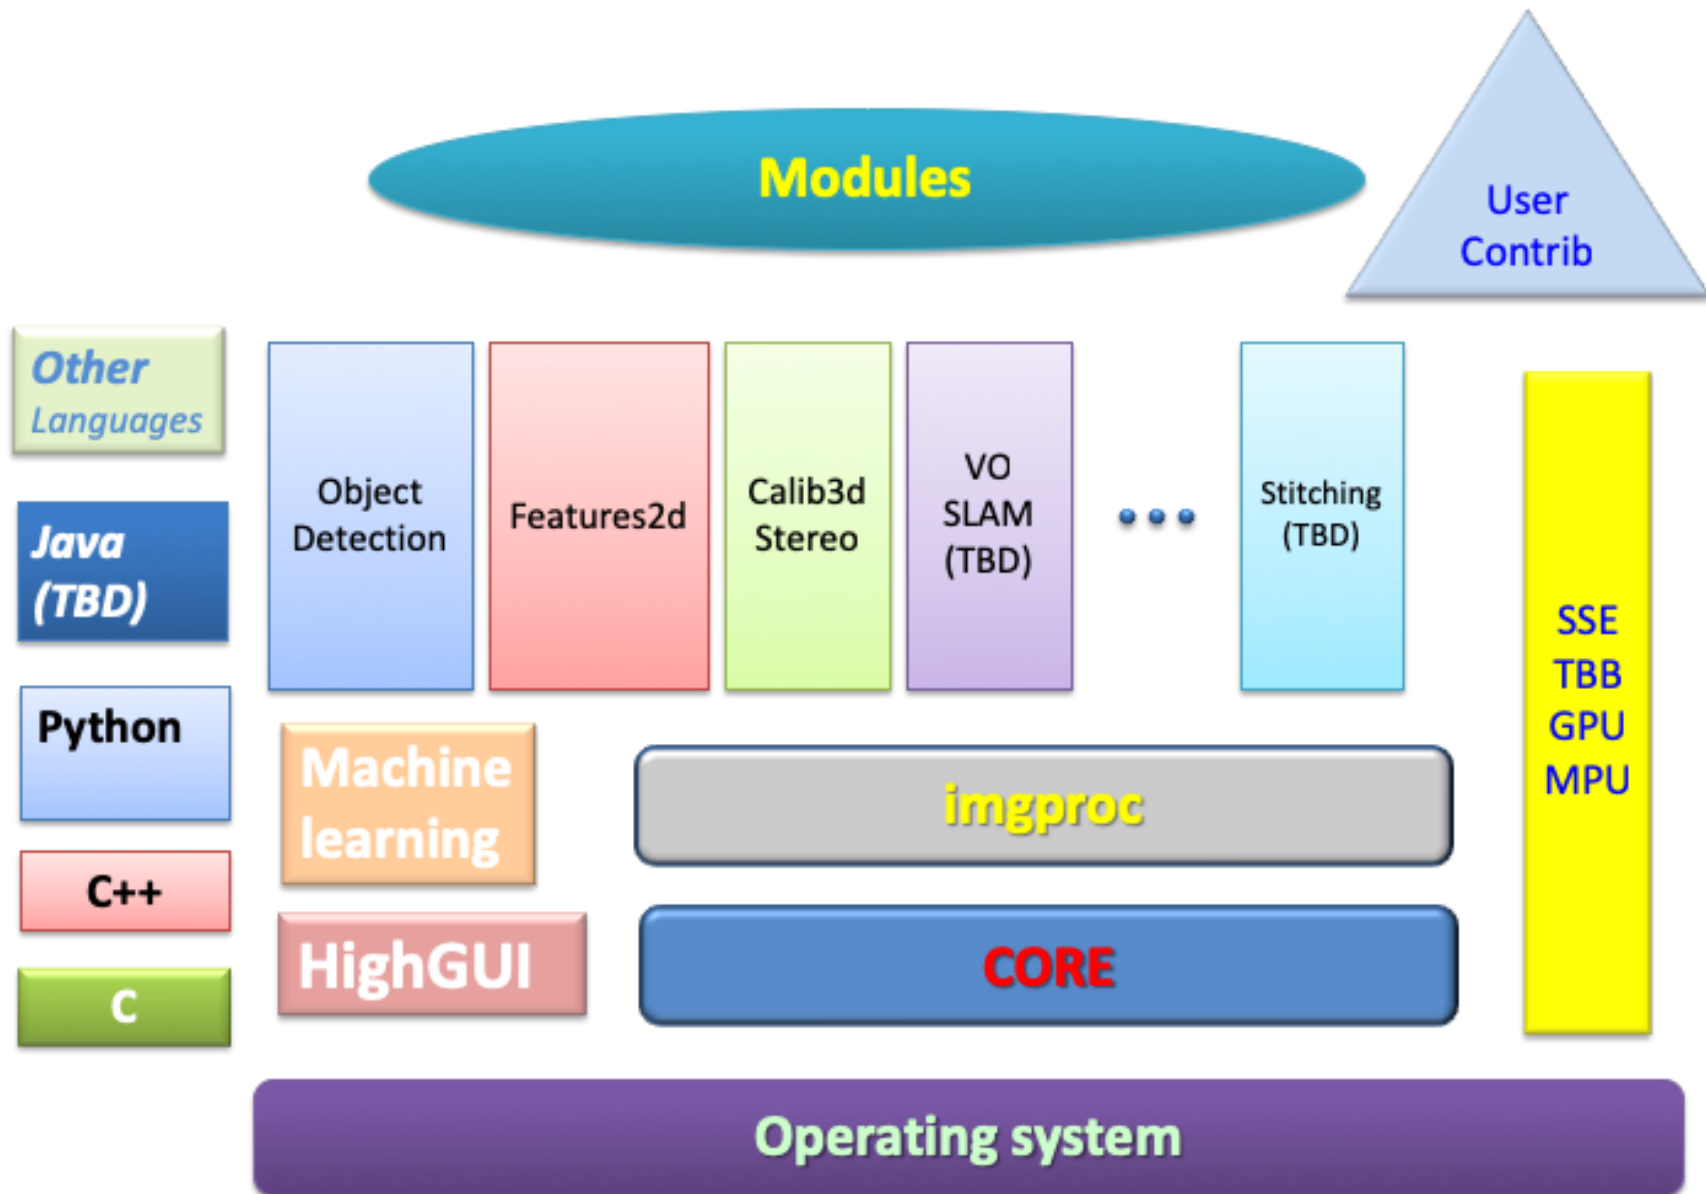 Modules
User
Contrib
Other
Languages
Java
(TBD)
Python
C++
C
Object
Detection
Features2d
Calib3d
Stereo
VO
SLAM
(TBD)
Stitching
(TBD)
SSE
TBB
GPU
MPU
Machine
learning
imgproc
HighGUI
CORE
Operating system